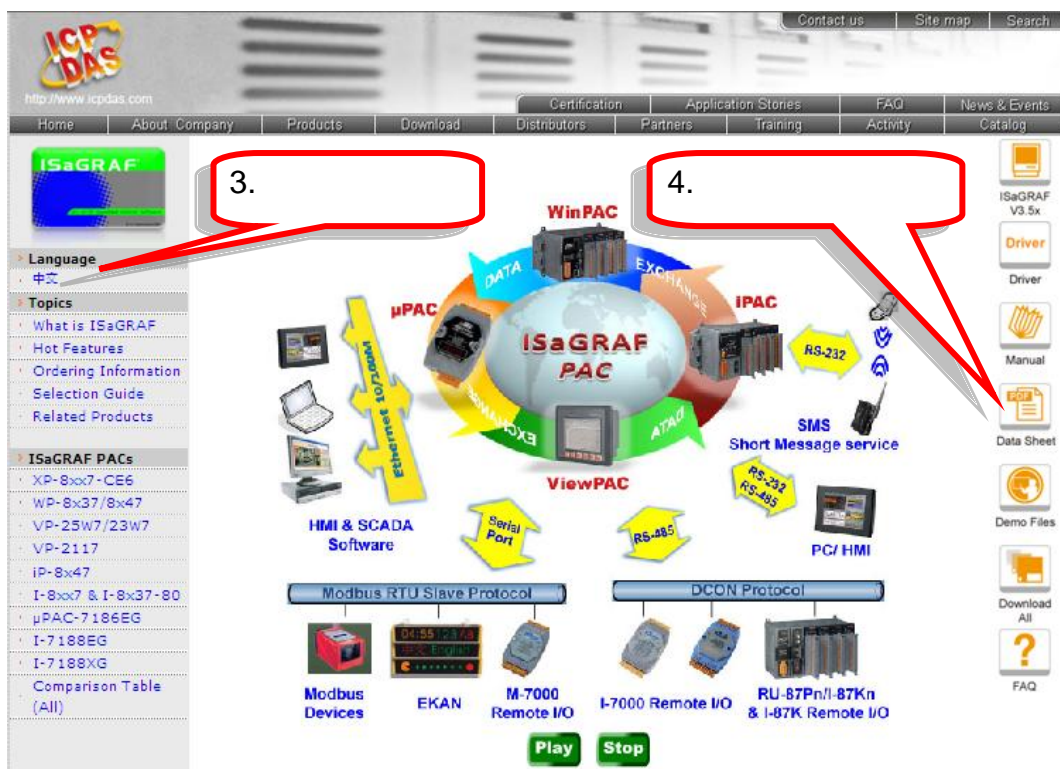 Contact us
Site map
Search
ICP
DAS
http://www.icpdas.com
Certification
Application Stories
FAQ
News & Events
Home
About Company
Products
Download
Distributors
Partners
Training
Activity
Catalog
ISaGRAF
3.
4.
Language
中文
Topics
What is ISaGRAF
Hot Features
Ordering Information
Selection Guide
Related Products
ISaGRAF PACs
XP-8xx7-CE6
WP-8x37/8x47
VP-25W7/23W7
VP-2117
iP-8x47
I-8xx7 & I-8x37-80
µPAC-7186EG
I-7188EG
I-7188XG
Comparison Table
(All)
WinPAC
DATA
EXCHANGE
µPAC
iPAC
ISaGRAF
PAC
EXCHANGE
DATA
ViewPAC
Ethernet 10/100M
HMI & SCADA
Software
RS-232
SMS
Short Message service
RS-232
RS-485
PC/ HMI
Serial
Port
RS-485
Modbus RTU Slave Protocol
DCON Protocol
04:55
中文 English
Modbus
Devices
EKAN
M-7000
Remote I/O
I-7000 Remote I/O
RU-87Pn/I-87Kn
& I-87K Remote I/O
Play
Stop
ISaGRAF
V3.5x
Driver
Driver
Manual
PDF
Data Sheet
Demo Files
Download
All
?
FAQ